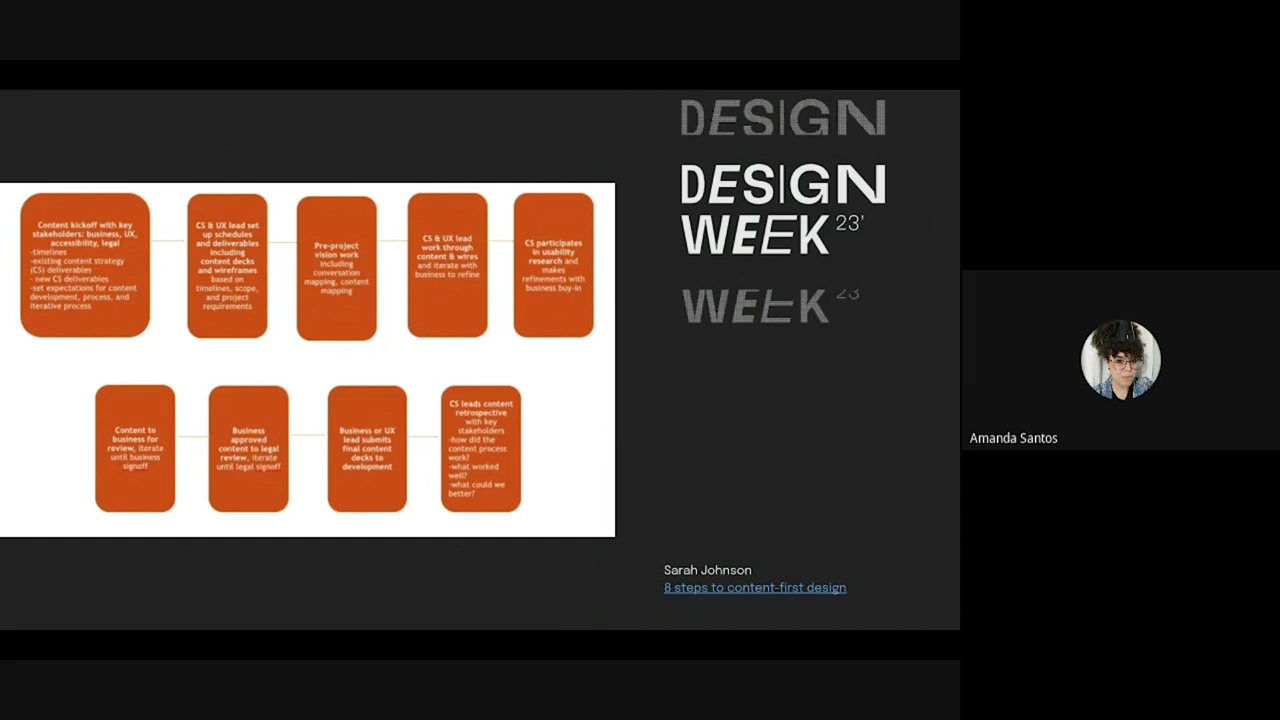 Content kickoff with key
stakeholders: business, UX,
accessibility, legal
-timelines
-existing content strategy
(CS) deliverables
- new CS deliverables
-set expectations for content
development, process, and
iterative process
CS & UX lead set
up schedules
and deliverables
including
content decks
and wireframes
based on
timelines, scope,
and project
requirements
Pre-project
vision work
including
conversation
mapping, content
mapping
CS & UX lead
work through
content & wires
and iterate with
business to refine
CS participates
in usability
research and
makes
refinements with
business buy-in
Content to
business for
review, iterate
until business
signoff
Business
approved
content to legal
review, iterate
until legal signoff
Business or UX
lead submits
final content
decks to
development
CS leads content
retrospective
with key
stakeholders
-how did the
content process
work?
-what worked
well?
-what could we
better?
DESIGN
DESIGN
WEEK 23'
WEEK 23
Sarah Johnson
8 steps to content-first design
Amanda Santos